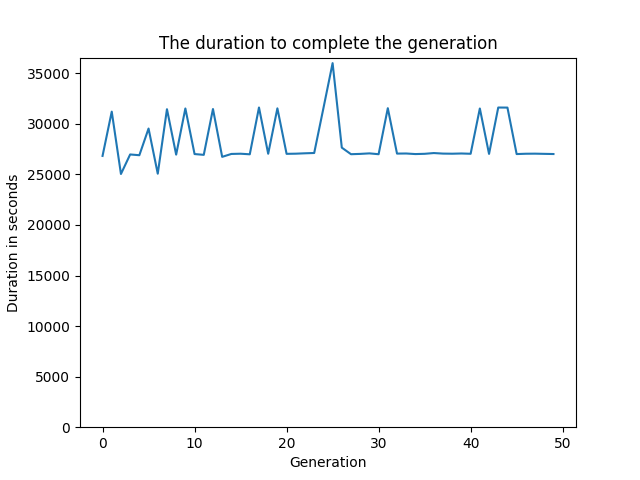 The duration to complete the generation
35000
30000
25000
20000
15000
10000
5000
0
Duration in seconds
0 10 20 30 40 50
Generation